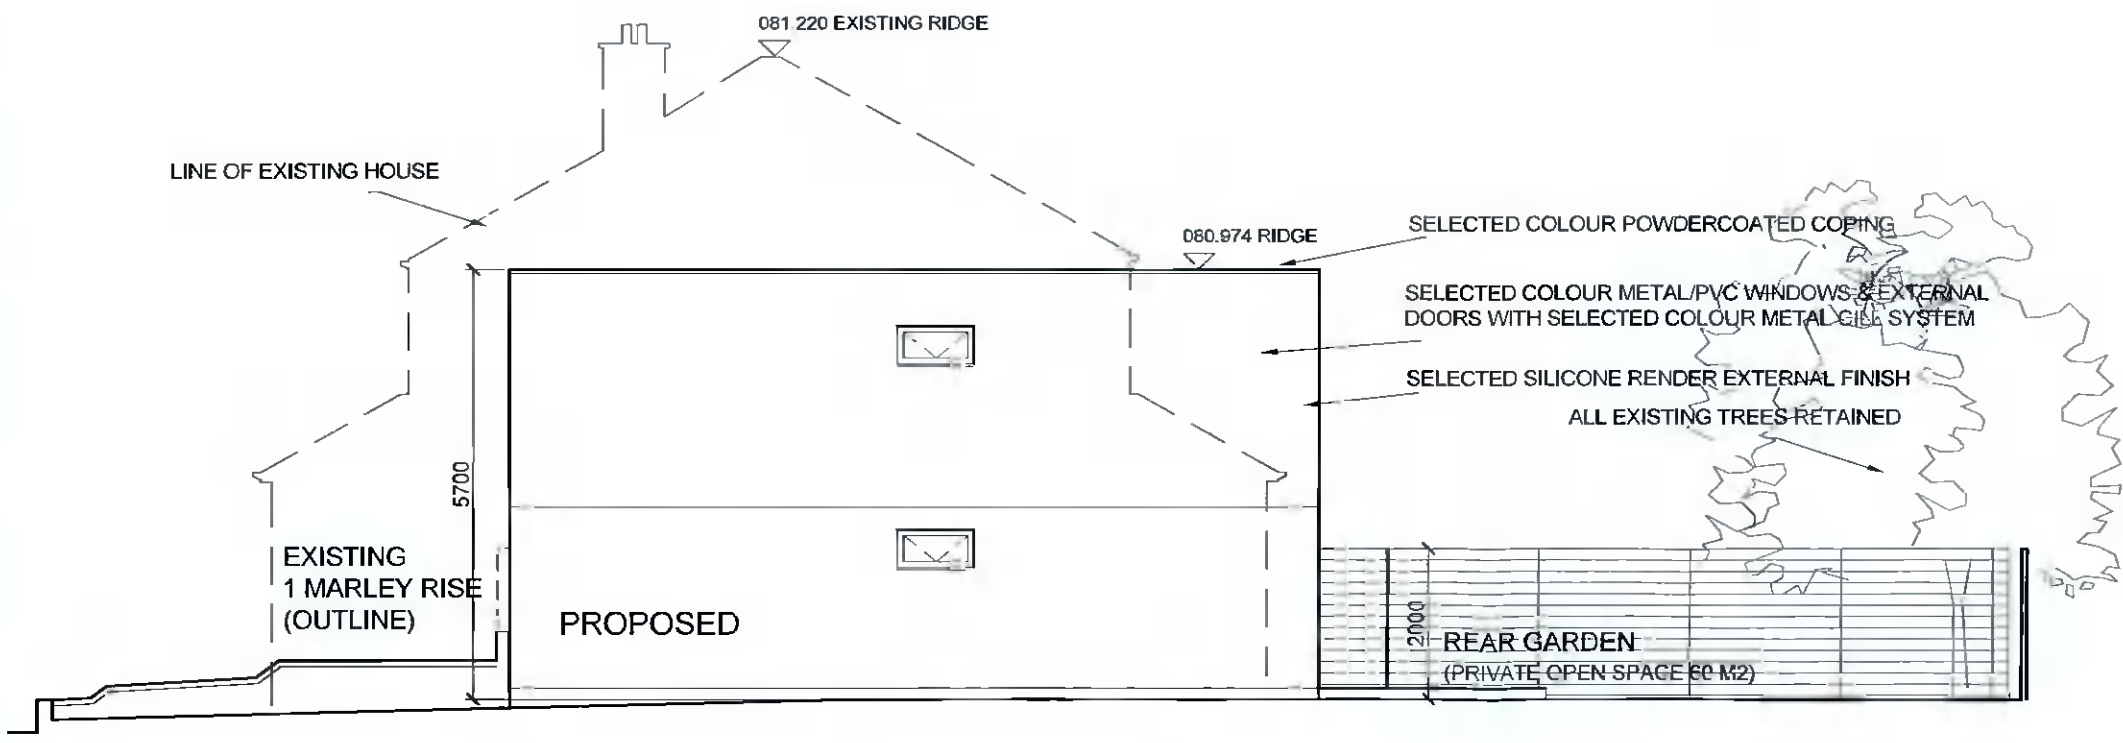 081.220 EXISTING RIDGE
LINE OF EXISTING HOUSE
080.974 RIDGE
SELECTED COLOUR POWDERCOATED COPING
SELECTED COLOUR METAL/PVC WINDOWS & EXTERNAL
DOORS WITH SELECTED COLOUR METAL CILL SYSTEM
SELECTED SILICONE RENDER EXTERNAL FINISH
ALL EXISTING TREES RETAINED
5700
EXISTING
1 MARLEY RISE
(OUTLINE)
PROPOSED
2000
REAR GARDEN
(PRIVATE OPEN SPACE 60 M2)